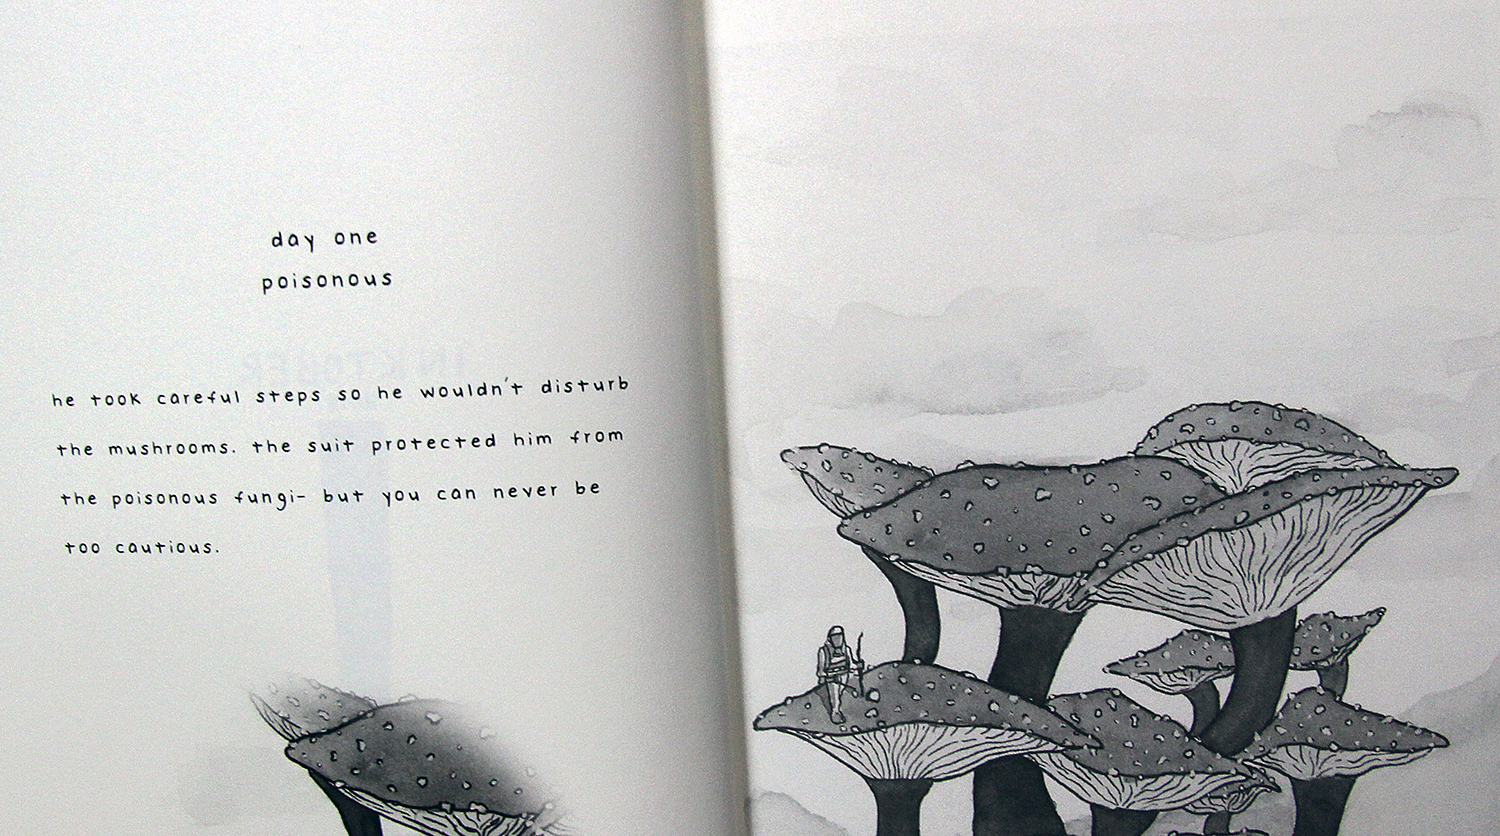 day one
poisonous
he took careful steps so he wouldn't disturb
the mushrooms. the suit protected him from
the poisonous fungi- but you can never be
too cautious.
INKTOBER